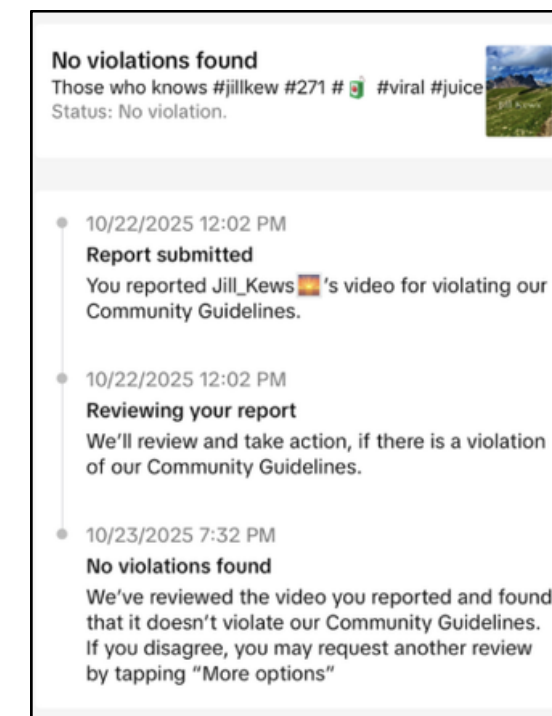 No violations found
Those who knows #jillkew #271 #🧃 #viral #juice
Status: No violation.
Jill Kews
10/22/2025 12:02 PM
Report submitted
You reported Jill_Kews🌅's video for violating our
Community Guidelines.
10/22/2025 12:02 PM
Reviewing your report
We'll review and take action, if there is a violation
of our Community Guidelines.
10/23/2025 7:32 PM
No violations found
We've reviewed the video you reported and found
that it doesn't violate our Community Guidelines.
If you disagree, you may request another review
by tapping “More options”